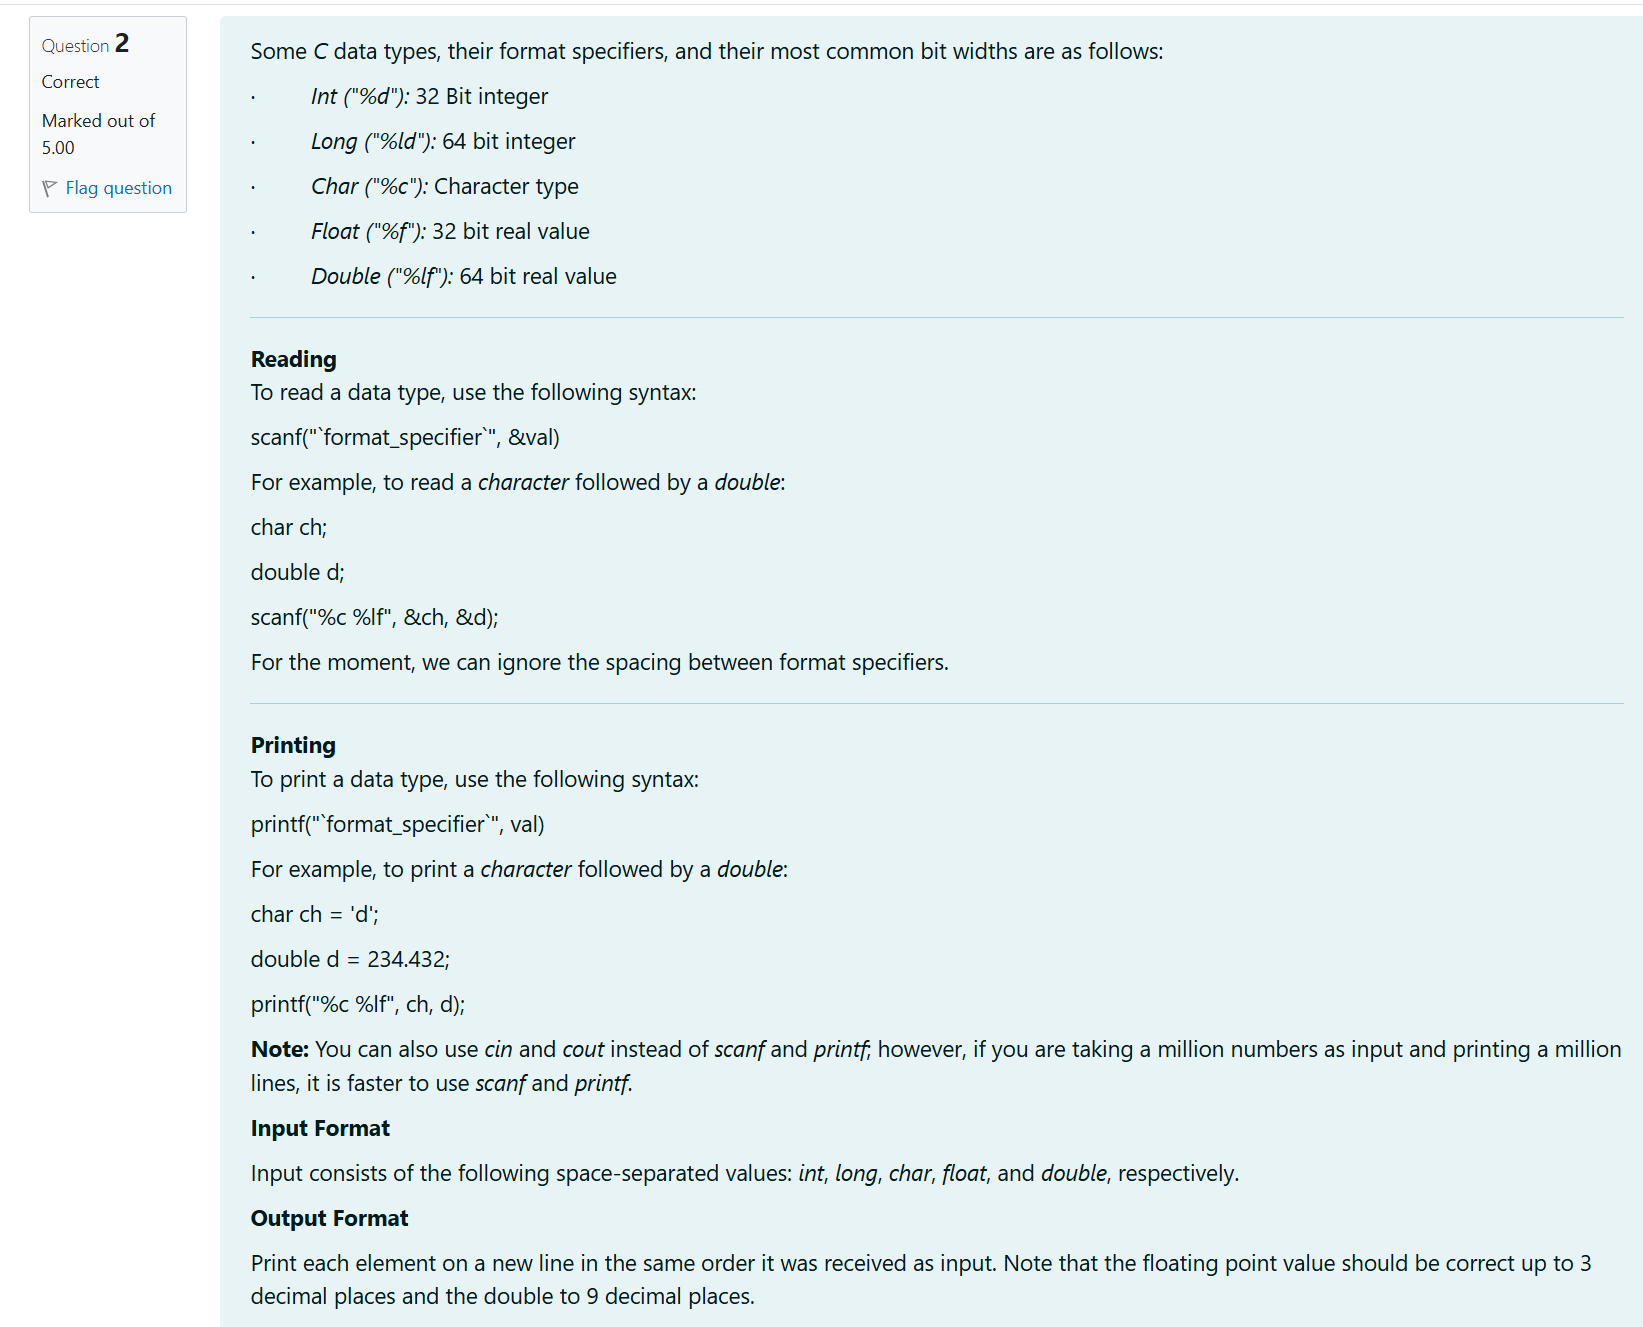 Question 2
Correct
Marked out of
5.00
Flag question
Some C data types, their format specifiers, and their most common bit widths are as follows:
· Int ("%d"): 32 Bit integer
· Long ("%ld"): 64 bit integer
· Char ("%c"): Character type
· Float ("%f"): 32 bit real value
· Double ("%lf"): 64 bit real value
Reading
To read a data type, use the following syntax:
scanf("`format_specifier`", &val)
For example, to read a character followed by a double:
char ch;
double d;
scanf("%c %lf", &ch, &d);
For the moment, we can ignore the spacing between format specifiers.
Printing
To print a data type, use the following syntax:
printf("`format_specifier`", val)
For example, to print a character followed by a double:
char ch = 'd';
double d = 234.432;
printf("%c %lf", ch, d);
Note: You can also use cin and cout instead of scanf and printf; however, if you are taking a million numbers as input and printing a million
lines, it is faster to use scanf and printf.
Input Format
Input consists of the following space-separated values: int, long, char, float, and double, respectively.
Output Format
Print each element on a new line in the same order it was received as input. Note that the floating point value should be correct up to 3
decimal places and the double to 9 decimal places.